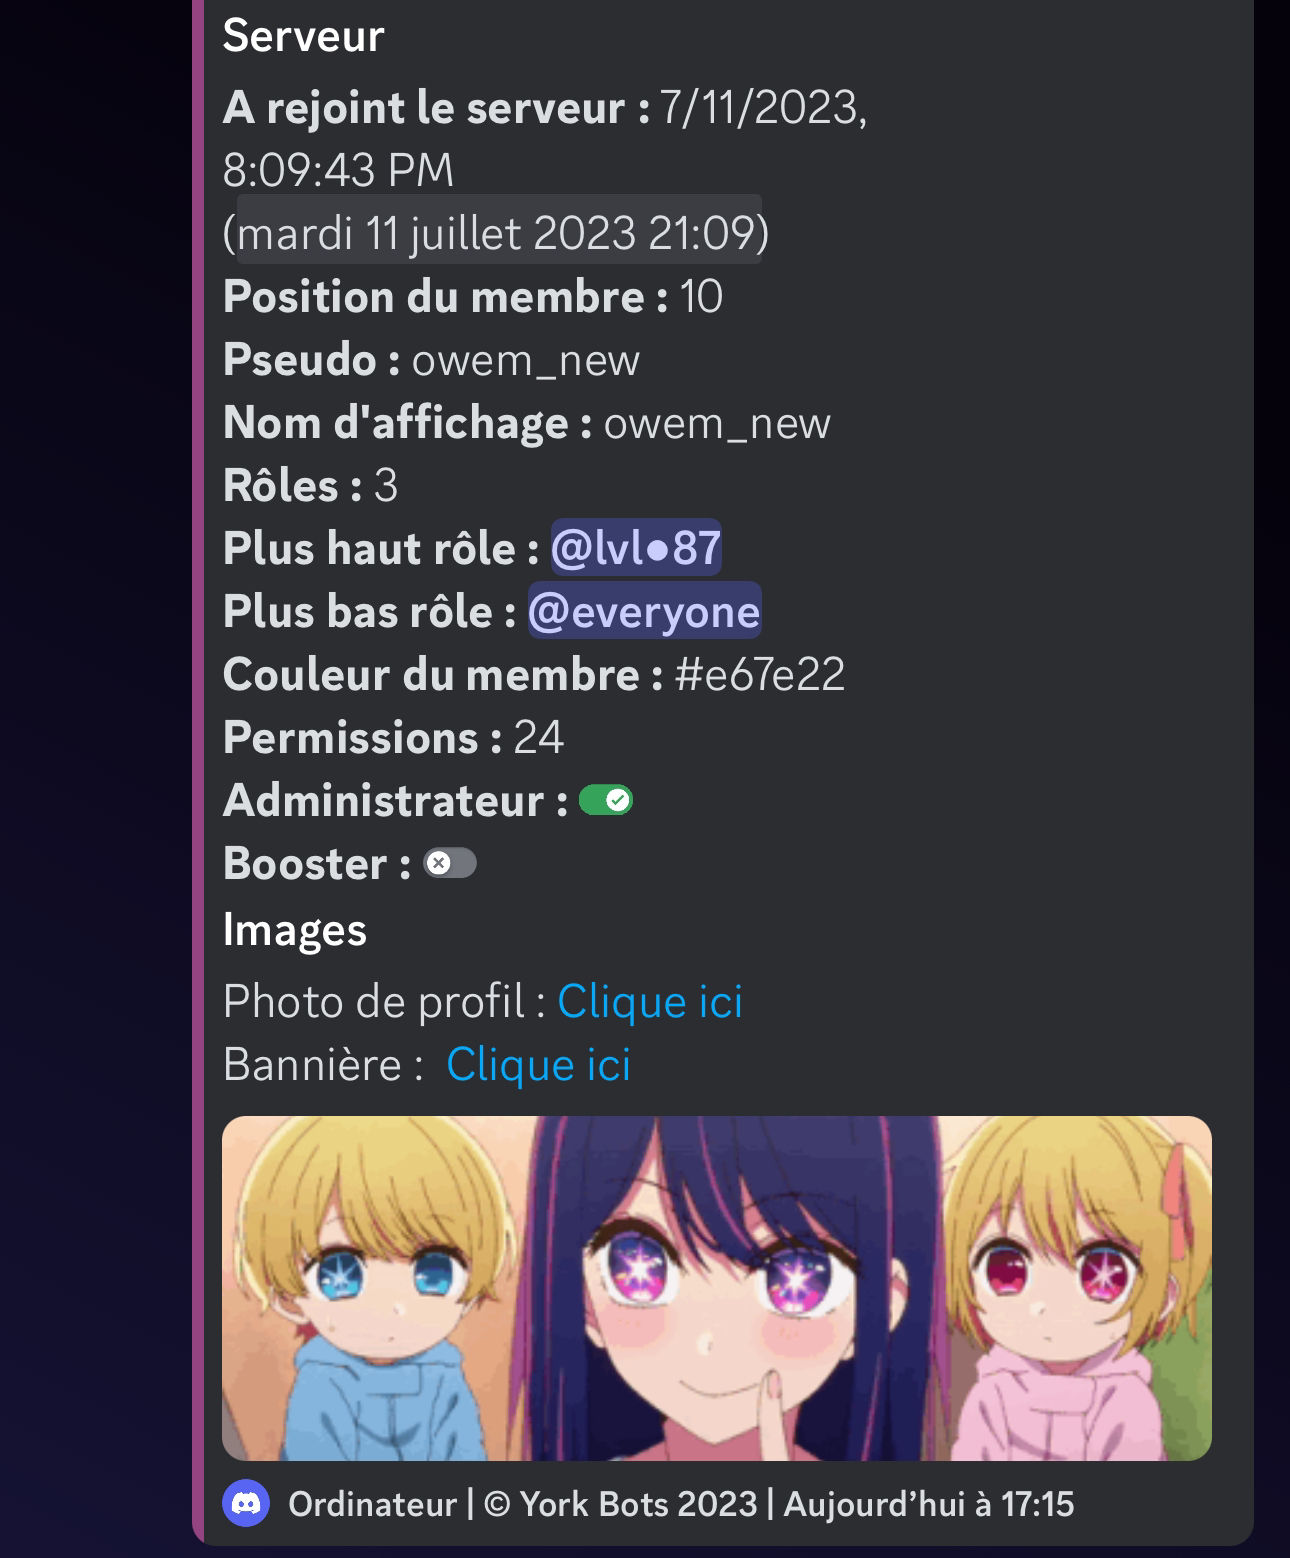 Serveur
A rejoint le serveur : 7/11/2023,
8:09:43 PM
(mardi 11 juillet 2023 21:09)
Position du membre : 10
Pseudo : owem_new
Nom d'affichage : owem_new
Rôles : 3
Plus haut rôle : @lvl●87
Plus bas rôle : @everyone
Couleur du membre : #e67e22
Permissions : 24
Administrateur :
Booster :
Images
Photo de profil : Clique ici
Bannière : Clique ici
Ordinateur | © York Bots 2023 | Aujourd’hui à 17:15